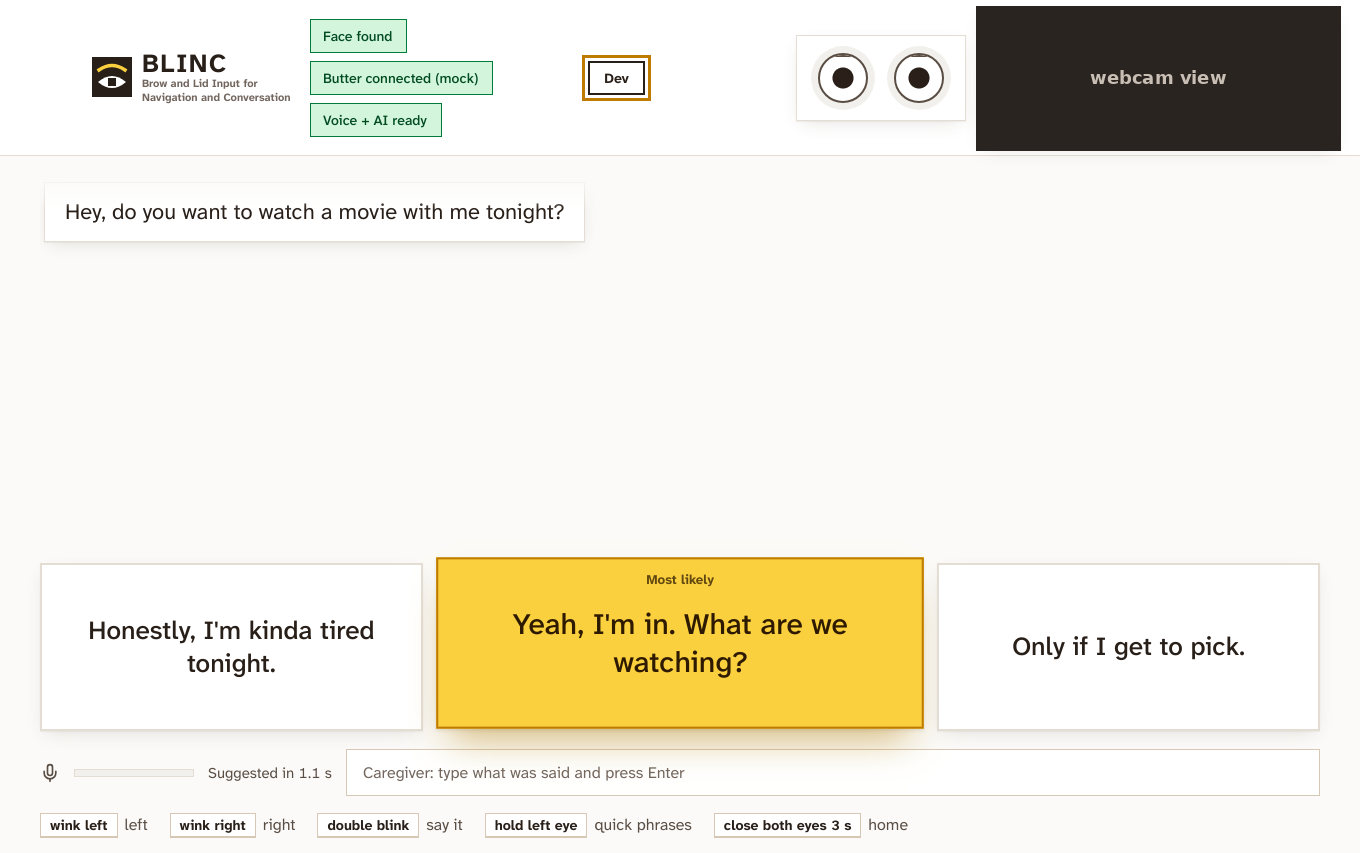 BLINC
Brow and Lid Input for
Navigation and Conversation
Face found
Butter connected (mock)
Voice + AI ready
Dev
webcam view
Hey, do you want to watch a movie with me tonight?
Honestly, I'm kinda tired
tonight.
Most likely
Yeah, I'm in. What are we
watching?
Only if I get to pick.
Suggested in 1.1 s
Caregiver: type what was said and press Enter
wink left left wink right right double blink say it hold left eye quick phrases close both eyes 3 s home